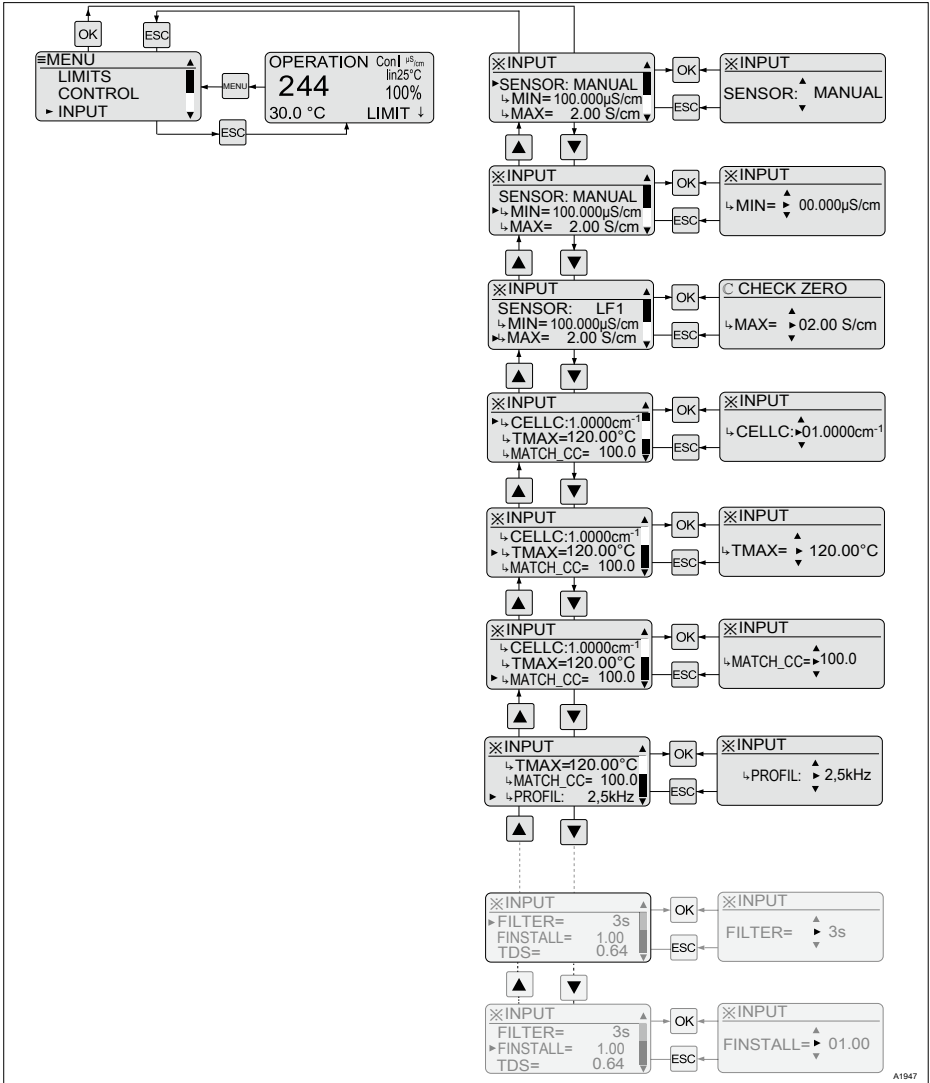 OK
ESC
≡MENU
LIMITS
CONTROL
► INPUT
▲
▼
MENU
OPERATION Con| µS/cm
lin25°C
244 100%
30.0 °C LIMIT ↓
ESC
※INPUT
►SENSOR: MANUAL
↳MIN= 100.000µS/cm
↳MAX= 2.00 S/cm
OK
ESC
※INPUT
SENSOR: MANUAL
▲
▼
※INPUT
SENSOR: MANUAL
►↳MIN= 100.000µS/cm
↳MAX= 2.00 S/cm
OK
ESC
※INPUT
↳MIN= ► 00.000µS/cm
▲
▼
※INPUT
SENSOR: LF1
↳MIN= 100.000µS/cm
►↳MAX= 2.00 S/cm
OK
ESC
ℂ CHECK ZERO
↳MAX= ►02.00 S/cm
▲
▼
※INPUT
►↳CELLC:1.0000cm-1
↳TMAX=120.00°C
↳MATCH_CC= 100.0
OK
ESC
※INPUT
↳CELLC:►01.0000cm-1
▲
▼
※INPUT
↳CELLC:1.0000cm-1
►↳TMAX=120.00°C
↳MATCH_CC= 100.0
OK
ESC
※INPUT
↳TMAX= ► 120.00°C
▲
▼
※INPUT
↳CELLC:1.0000cm-1
↳TMAX=120.00°C
►↳MATCH_CC= 100.0
OK
ESC
※INPUT
↳MATCH_CC=►100.0
▲
▼
※INPUT
↳TMAX=120.00°C
↳MATCH_CC= 100.0
►↳PROFIL: 2,5kHz
OK
ESC
※INPUT
↳PROFIL: ► 2,5kHz
▲
▼
※INPUT
►FILTER= 3s
FINSTALL= 1.00
TDS= 0.64
OK
ESC
※INPUT
FILTER= ► 3s
▲
▼
※INPUT
FILTER= 3s
►FINSTALL= 1.00
TDS= 0.64
OK
ESC
※INPUT
FINSTALL= ► 01.00
A1947